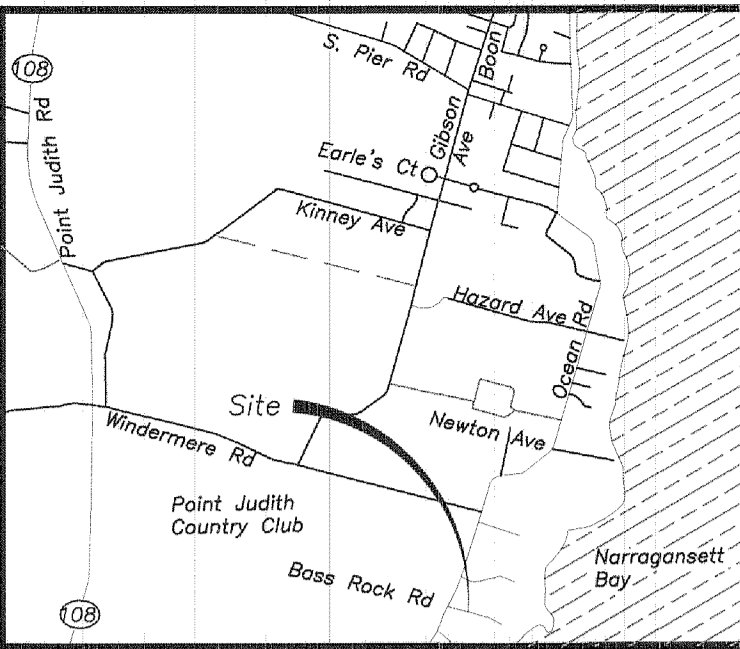 108
Point Judith Rd
S. Pier Rd
Boon
Gibson
Ave
Earle's Ct
Kinney Ave
Hazard Ave
Ocean Rd
Site
Newton Ave
Windermere Rd
Point Judith
Country Club
Bass Rock Rd
Narragansett
Bay
108